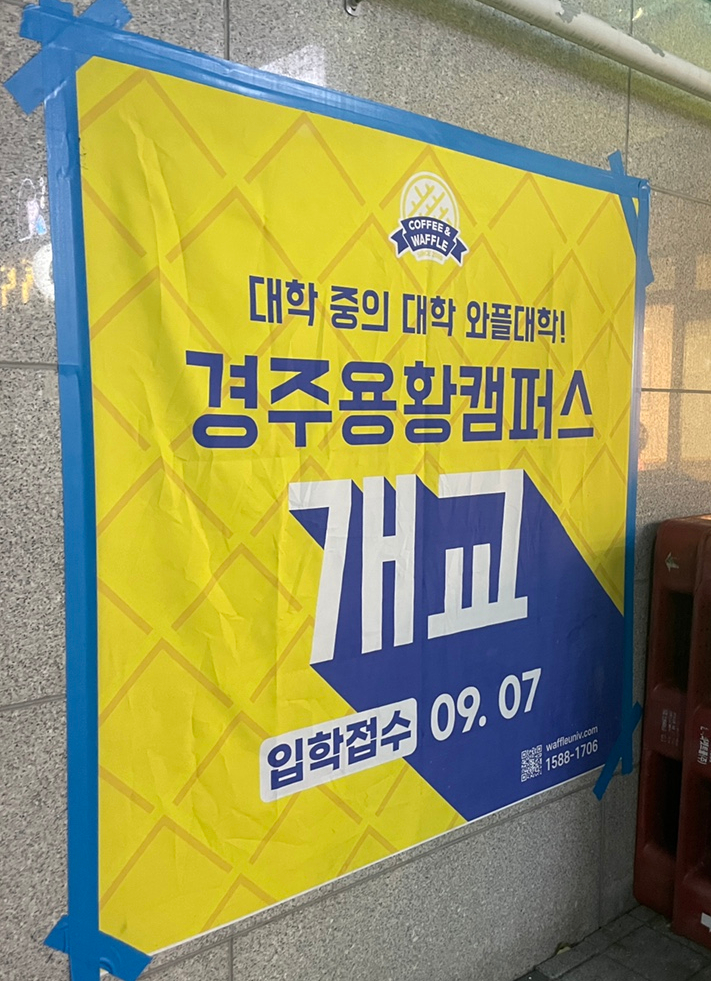 COFFEE &
WAFFLE
대학 중의 대학 와플대학!
경주용황캠퍼스
개교
입학접수 09. 07
waffleuniv.com
1588-1706